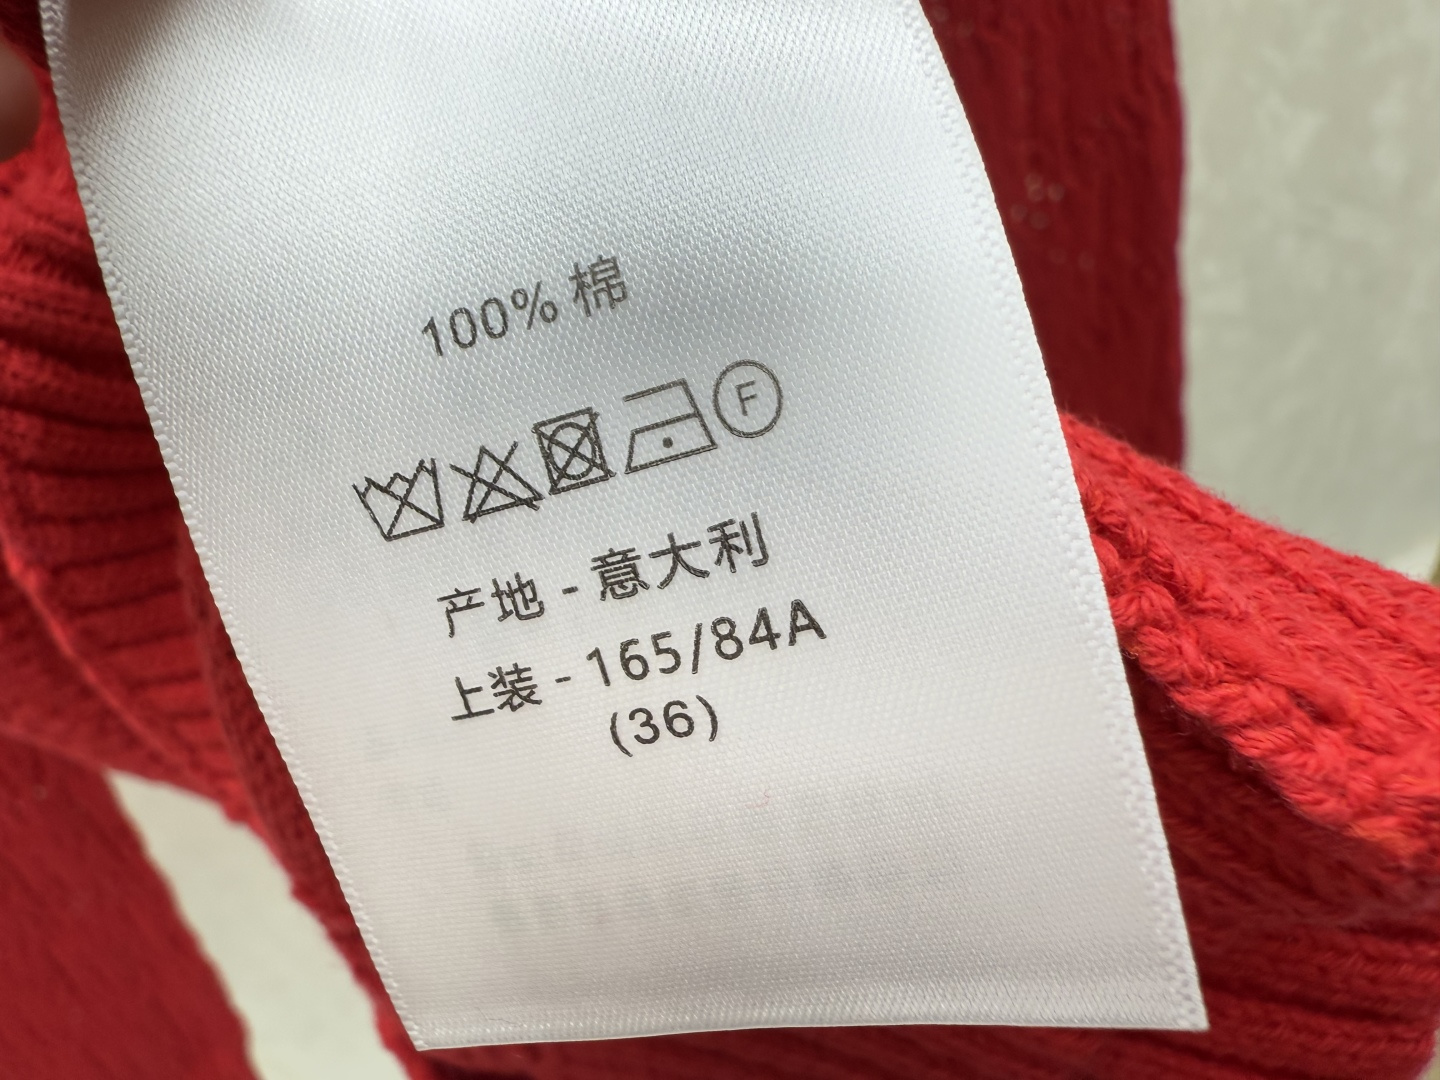 100% 棉
F
产地 - 意大利
上装 - 165/84A
(36)